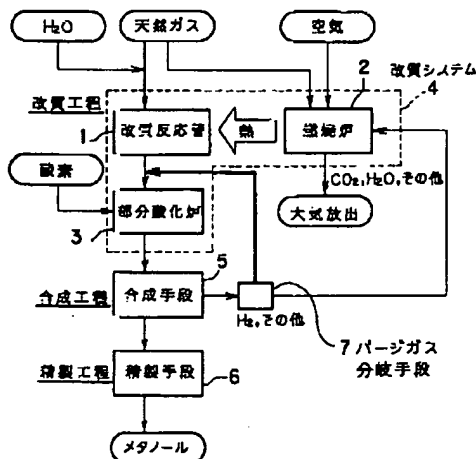 H₂O
天然ガス
空気
改質システム
4
改質工程
1
改質反応管
熱
2
燃焼炉
酸素
3
部分酸化炉
CO₂,H₂O,その他
大気放出
5
合成工程
合成手段
H₂,その他
7 パージガス
分岐手段
精製工程
精製手段
6
メタノール